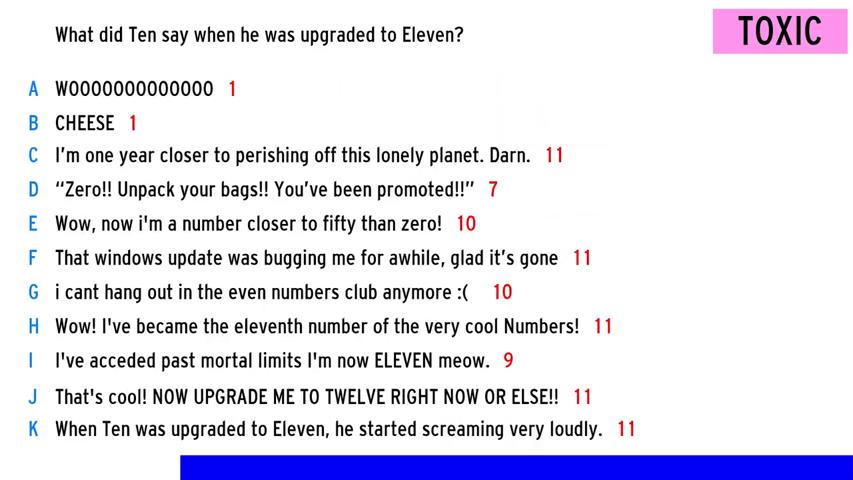 What did Ten say when he was upgraded to Eleven?
TOXIC
A WOOOOOOOOOOOOO 1
B CHEESE 1
C I'm one year closer to perishing off this lonely planet. Darn. 11
D “Zero!! Unpack your bags!! You've been promoted!!” 7
E Wow, now i'm a number closer to fifty than zero! 10
F That windows update was bugging me for awhile, glad it's gone 11
G i cant hang out in the even numbers club anymore :( 10
H Wow! I've became the eleventh number of the very cool Numbers! 11
I I've acceded past mortal limits I'm now ELEVEN meow. 9
J That's cool! NOW UPGRADE ME TO TWELVE RIGHT NOW OR ELSE!! 11
K When Ten was upgraded to Eleven, he started screaming very loudly. 11